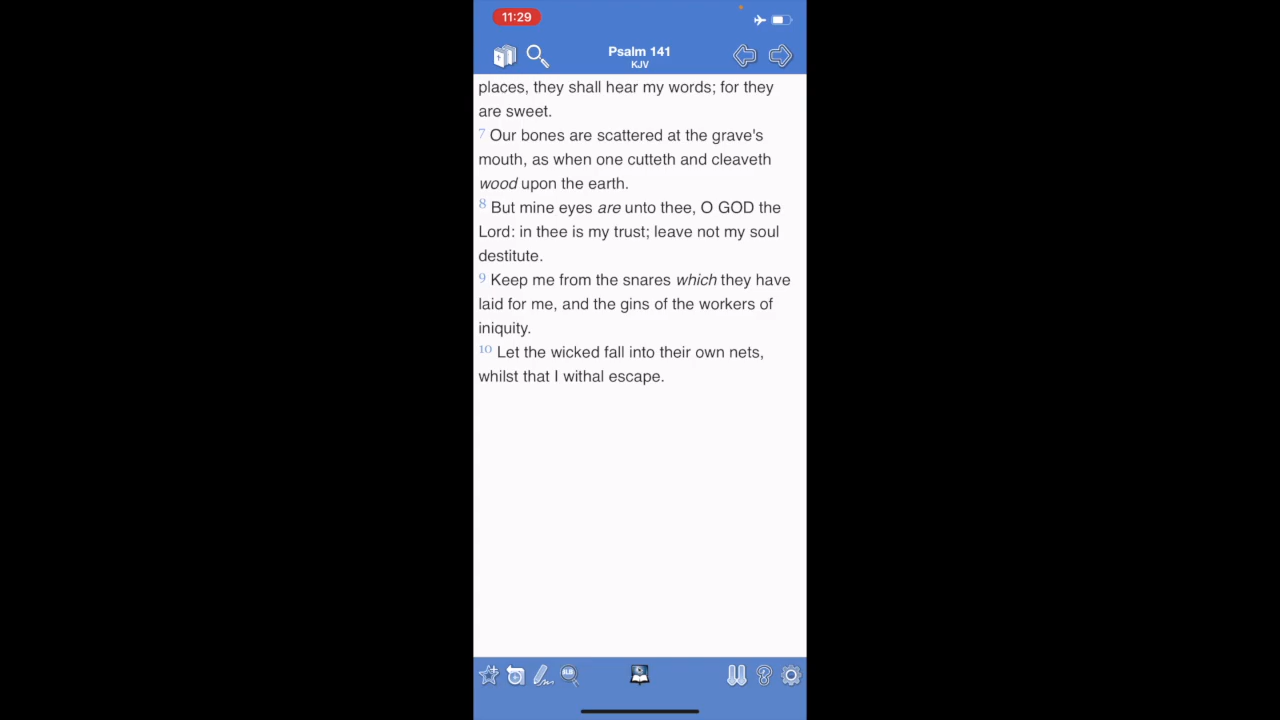 11:29
Psalm 141
KJV
places, they shall hear my words; for they
are sweet.
7 Our bones are scattered at the grave's
mouth, as when one cutteth and cleaveth
wood upon the earth.
8 But mine eyes are unto thee, O GOD the
Lord: in thee is my trust; leave not my soul
destitute.
9 Keep me from the snares which they have
laid for me, and the gins of the workers of
iniquity.
10 Let the wicked fall into their own nets,
whilst that I withal escape.